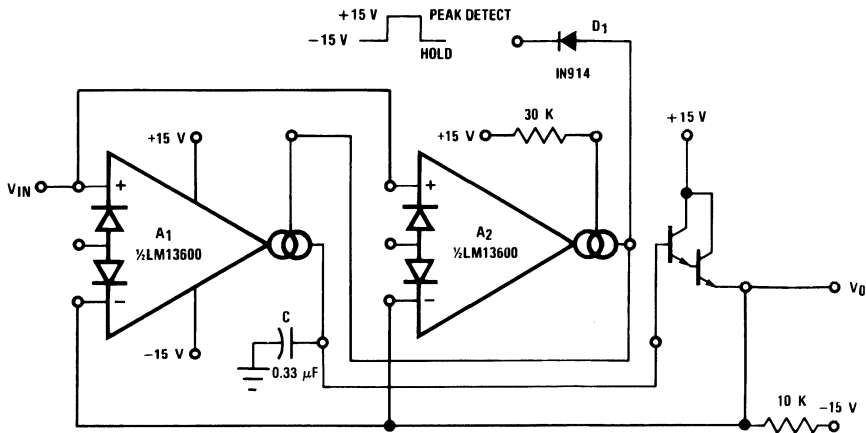 +15 V PEAK DETECT
−15 V HOLD
D1
IN914
30 K
+15 V
+15 V
+15 V
VIN
+
A1
½LM13600
−
+
A2
½LM13600
−
VO
−15 V
C
0.33 μF
10 K
−15 V